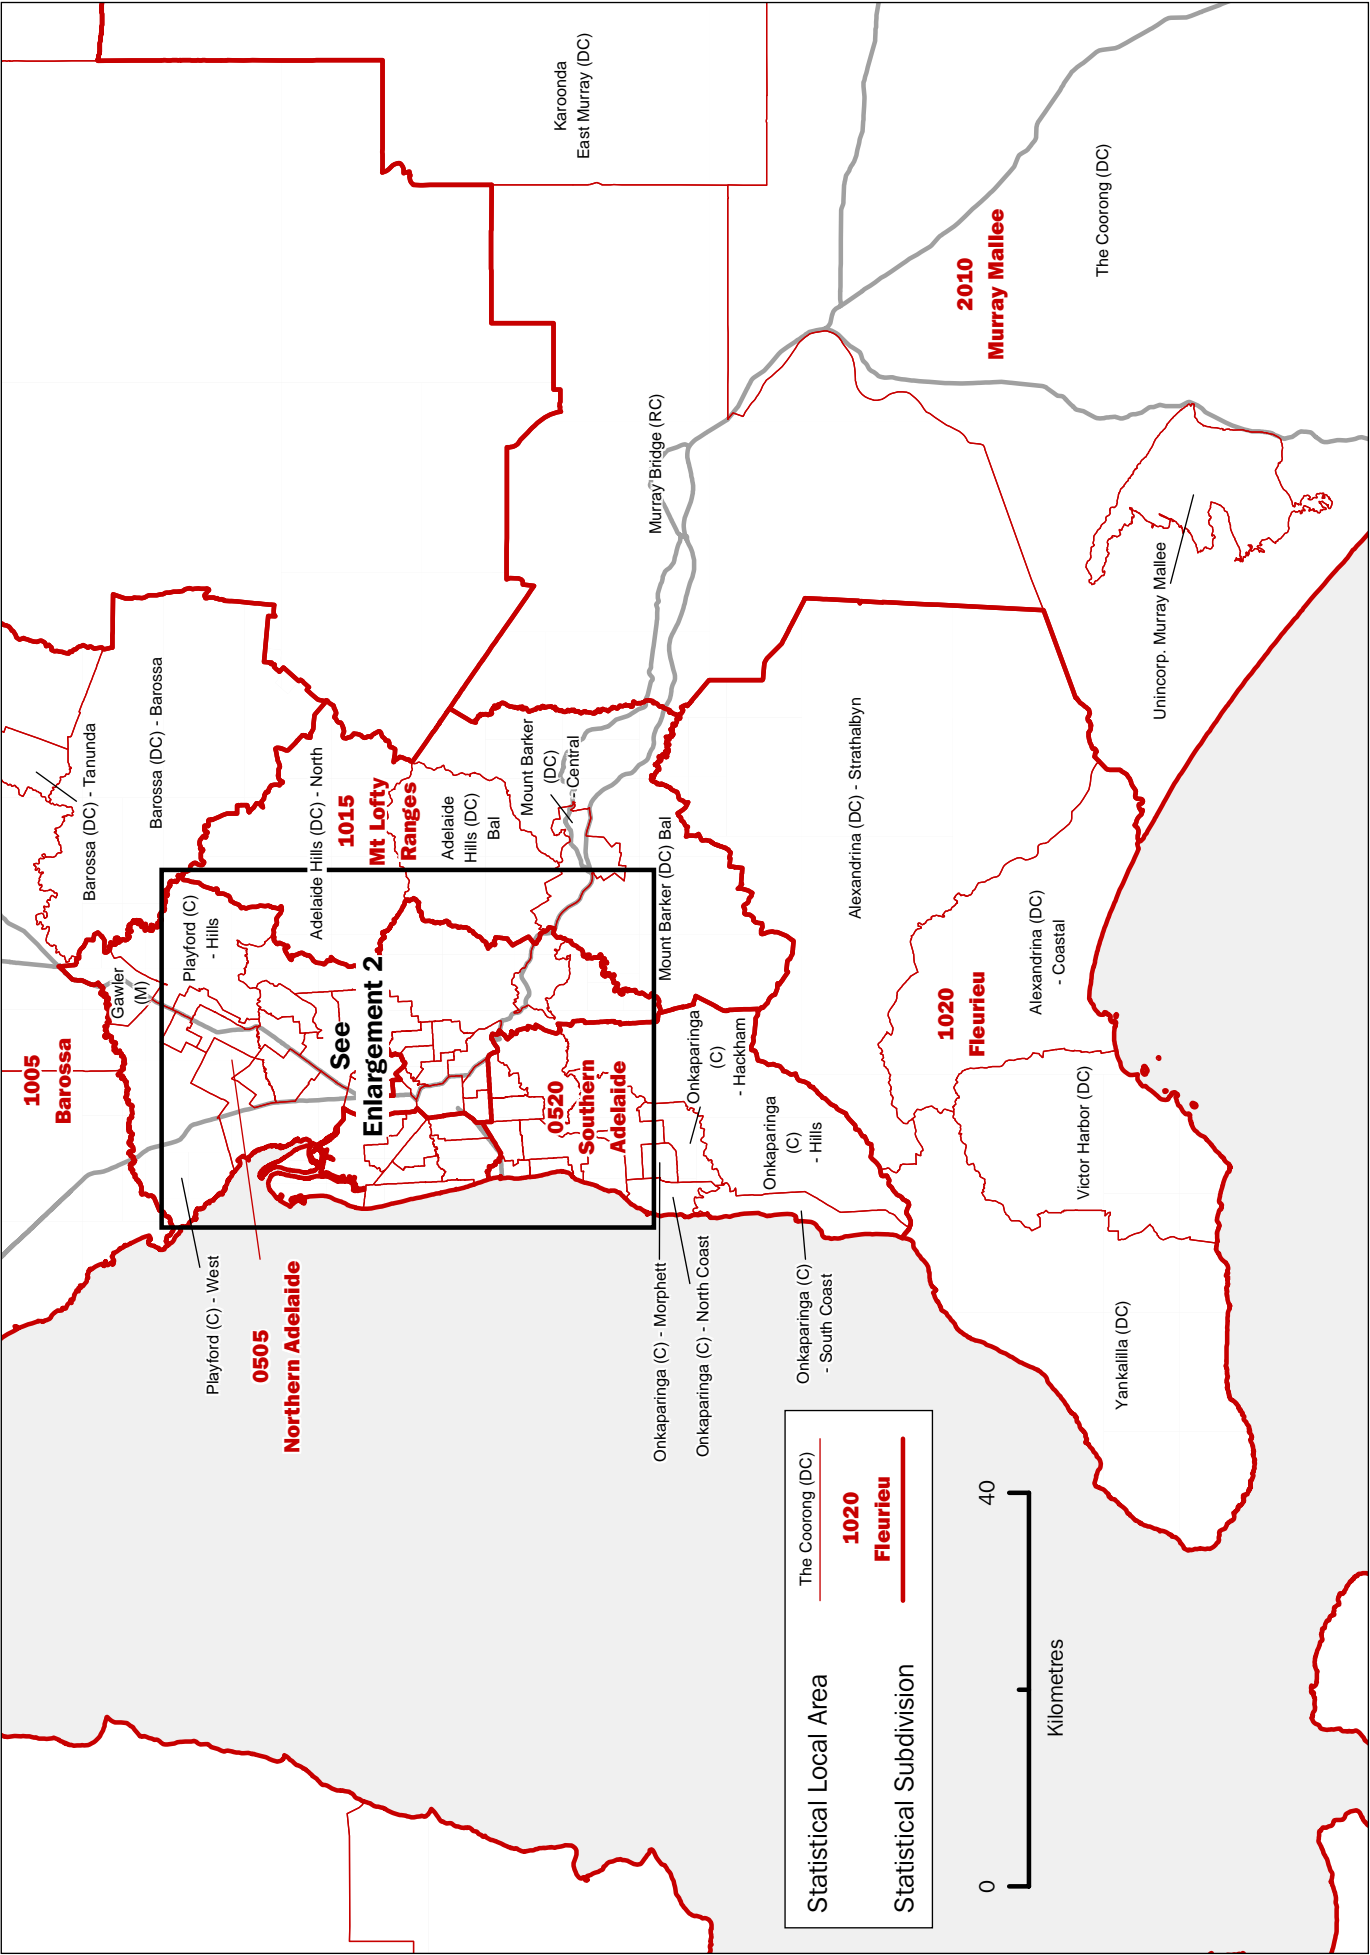 1005
Barossa
Gawler
(M)
Barossa (DC) - Tanunda
Barossa (DC) - Barossa
Playford (C)
- Hills
Playford (C) - West
0505
Northern Adelaide
See
Enlargement 2
Adelaide Hills (DC) - North
1015
Mt Lofty
Ranges
Adelaide
Hills (DC)
Bal
Mount Barker
(DC)
- Central
Mount Barker (DC) Bal
Karoonda
East Murray (DC)
Murray Bridge (RC)
0520
Southern
Adelaide
Onkaparinga (C) - Morphett
Onkaparinga (C) - North Coast
Onkaparinga
(C)
- Hackham
Onkaparinga
(C)
- Hills
Onkaparinga (C)
- South Coast
Alexandrina (DC) - Strathalbyn
2010
Murray Mallee
The Coorong (DC)
Unincorp. Murray Mallee
1020
Fleurieu
Alexandrina (DC)
- Coastal
Victor Harbor (DC)
Yankalilla (DC)
Statistical Local Area
The Coorong (DC)
Statistical Subdivision
1020
Fleurieu
0
40
Kilometres